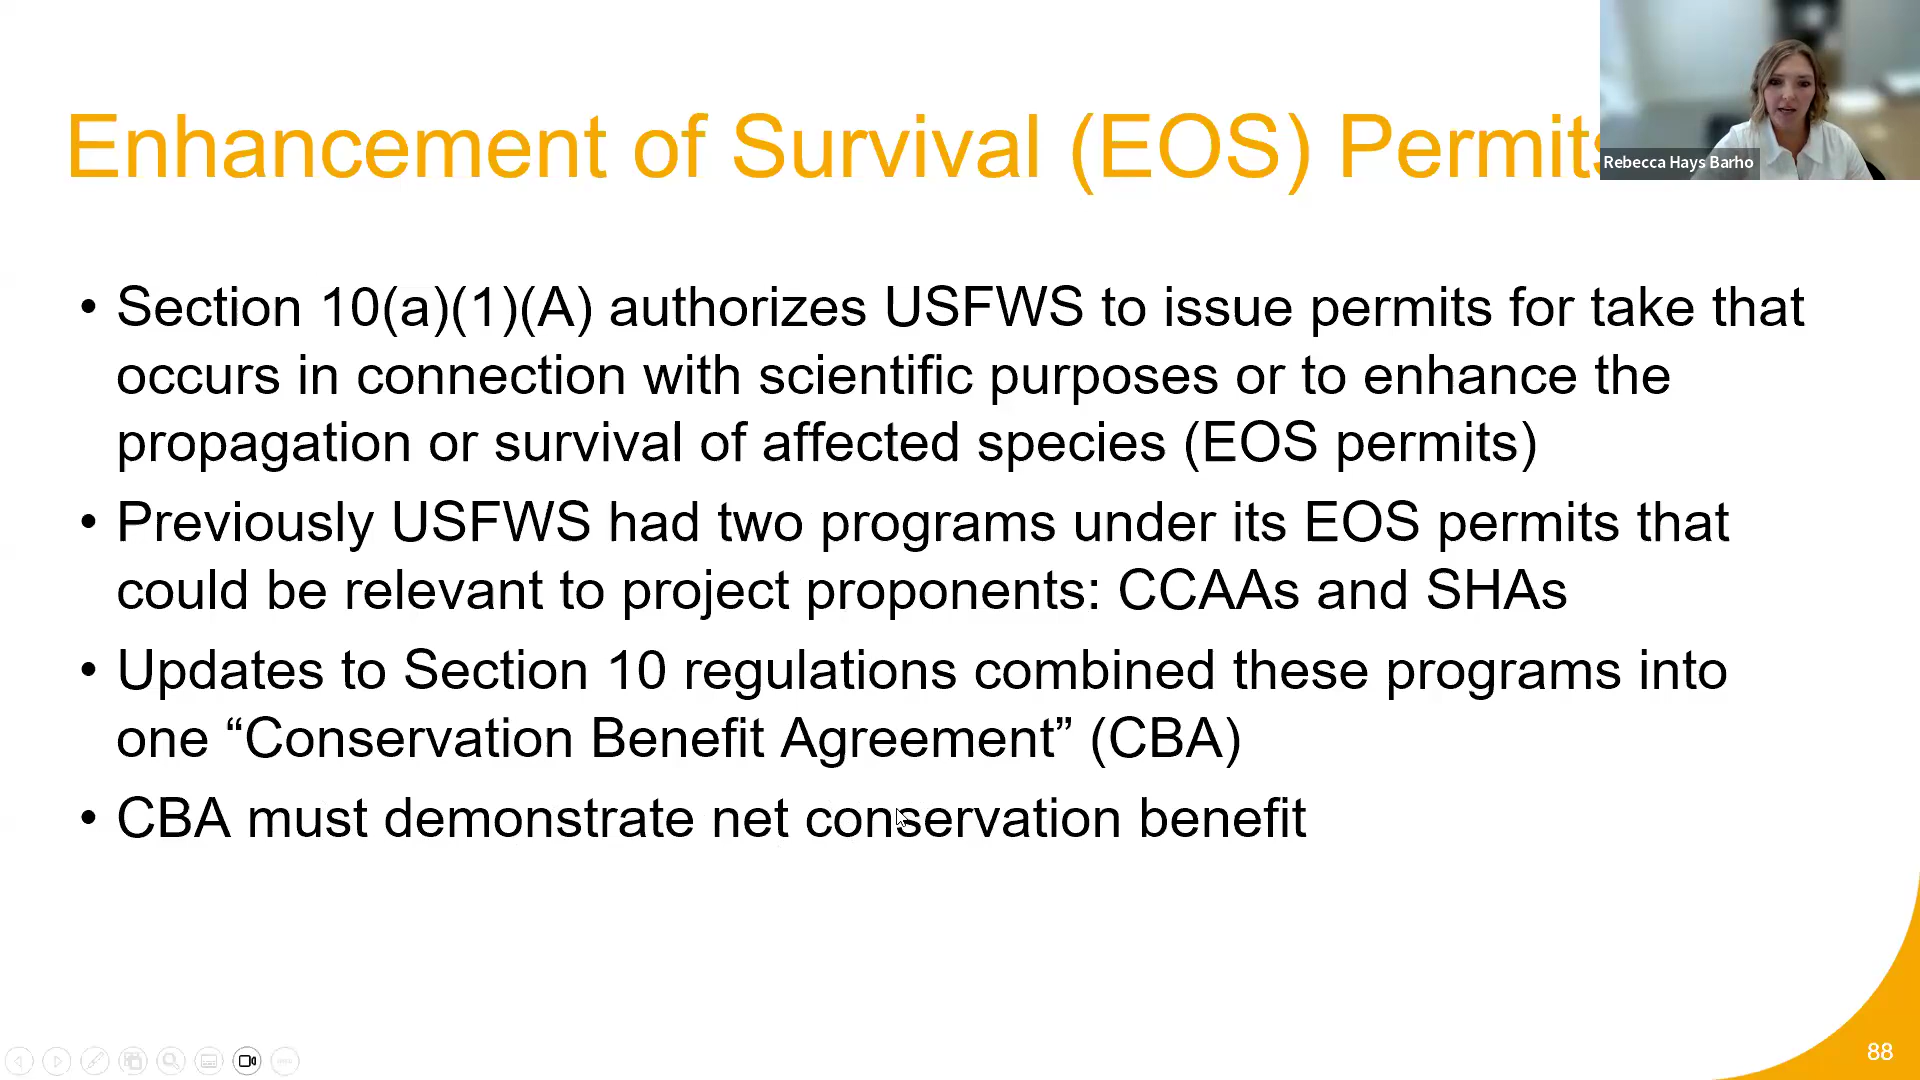 Enhancement of Survival (EOS) Permits
Rebecca Hays Barho
• Section 10(a)(1)(A) authorizes USFWS to issue permits for take that
occurs in connection with scientific purposes or to enhance the
propagation or survival of affected species (EOS permits)
• Previously USFWS had two programs under its EOS permits that
could be relevant to project proponents: CCAAs and SHAs
• Updates to Section 10 regulations combined these programs into
one “Conservation Benefit Agreement” (CBA)
• CBA must demonstrate net conservation benefit
88